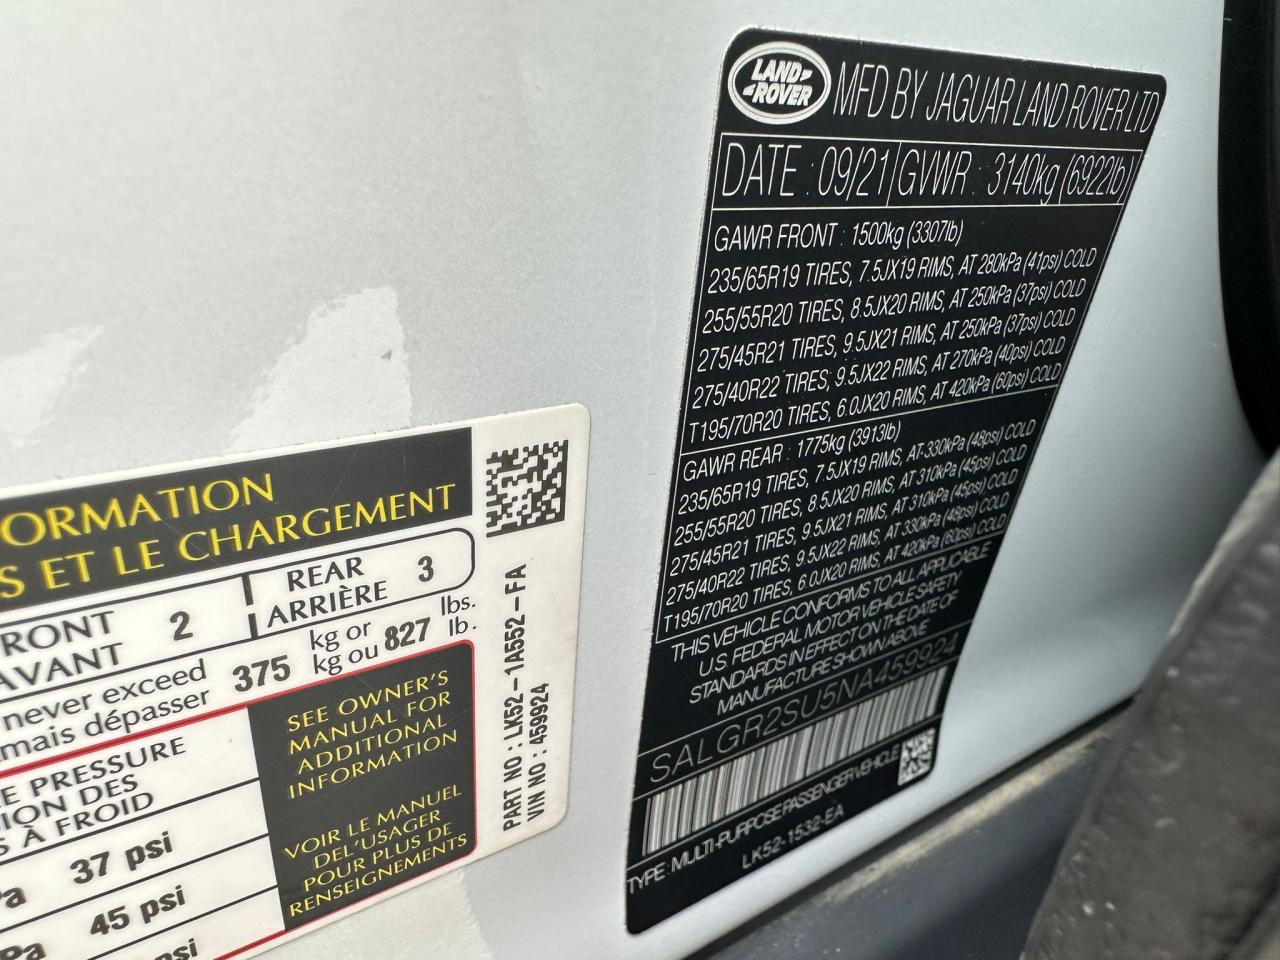 ORMATION
S ET LE CHARGEMENT
RONT 2 REAR 3
AVANT ARRIÈRE
never exceed 375 kg or 827 lbs.
mais dépasser kg ou lb.
E PRESSURE
ION DES
S À FROID
37 psi
45 psi
psi
SEE OWNER'S
MANUAL FOR
ADDITIONAL
INFORMATION
VOIR LE MANUEL
DEL'USAGER
POUR PLUS DE
RENSEIGNEMENTS
PART NO : LK52-1A552-FA
VIN NO : 459924
LAND ROVER MFD BY JAGUAR LAND ROVER LTD
DATE : 09/21 GVWR : 3140kg (6922lb)
GAWR FRONT : 1500kg (3307lb)
235/65R19 TIRES, 7.5JX19 RIMS, AT 280kPa (41psi) COLD
255/55R20 TIRES, 8.5JX20 RIMS, AT 250kPa (37psi) COLD
275/45R21 TIRES, 9.5JX21 RIMS, AT 250kPa (37psi) COLD
275/40R22 TIRES, 9.5JX22 RIMS, AT 270kPa (40psi) COLD
T195/70R20 TIRES, 6.0JX20 RIMS, AT 420kPa (60psi) COLD
GAWR REAR : 1775kg (3913lb)
235/65R19 TIRES, 7.5JX19 RIMS, AT 330kPa (48psi) COLD
255/55R20 TIRES, 8.5JX20 RIMS, AT 310kPa (45psi) COLD
275/45R21 TIRES, 9.5JX21 RIMS, AT 310kPa (45psi) COLD
275/40R22 TIRES, 9.5JX22 RIMS, AT 330kPa (48psi) COLD
T195/70R20 TIRES, 6.0JX20 RIMS, AT 420kPa (60psi) COLD
THIS VEHICLE CONFORMS TO ALL APPLICABLE
U.S. FEDERAL MOTOR VEHICLE SAFETY
STANDARDS IN EFFECT ON THE DATE OF
MANUFACTURE SHOWN ABOVE
SALGR2SU5NA459924
TYPE : MULTI-PURPOSE PASSENGER VEHICLE
LK52-1532-EA